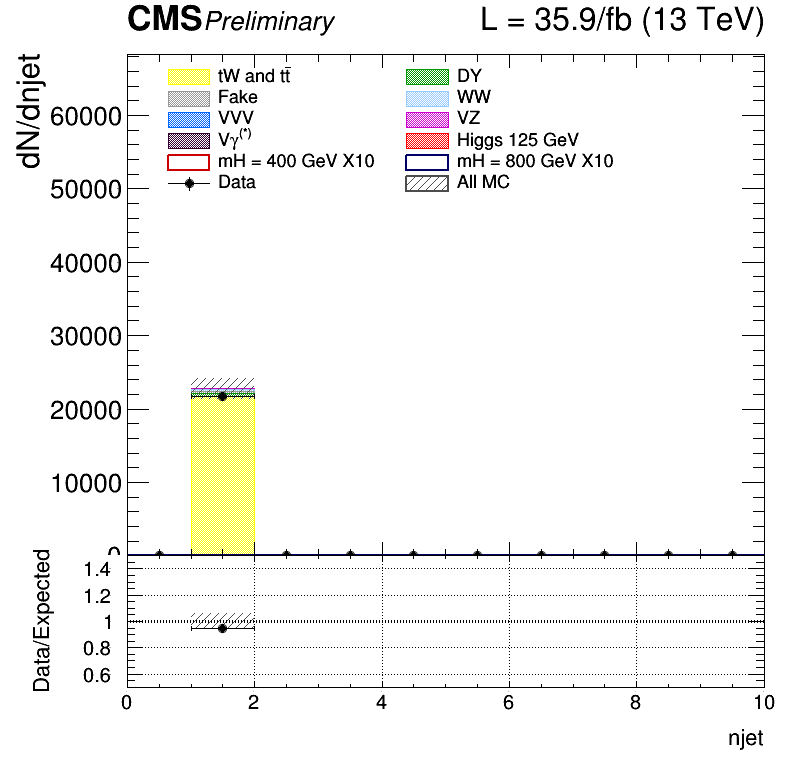 CMS Preliminary L = 35.9/fb (13 TeV)
dN/dnjet
tW and tt̄ DY
Fake WW
VVV VZ
Vγ(*) Higgs 125 GeV
mH = 400 GeV X10 mH = 800 GeV X10
Data All MC
60000
50000
40000
30000
20000
10000
0
Data/Expected
1.4
1.2
1
0.8
0.6
0 2 4 6 8 10
njet